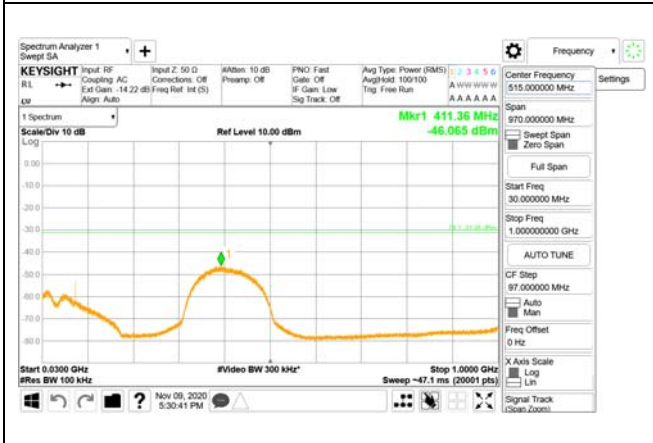 Spectrum Analyzer 1
Swept SA
+
Frequency
KEYSIGHT
Input: RF
Coupling: AC
Ext Gain: -14.22 dB
Align: Auto
Input Z: 50 Ω
Corrections: Off
Freq Ref: Int (S)
#Atten: 10 dB
Preamp: Off
PNO: Fast
Gate: Off
IF Gain: Low
Sig Track: Off
Avg Type: Power (RMS)
Avg|Hold: 100/100
Trig: Free Run
1 2 3 4 5 6
A W W W W W
A A A A A A
RL
1 Spectrum
Scale/Div 10 dB
Log
Ref Level 10.00 dBm
Mkr1 411.36 MHz
-46.065 dBm
0.00
-10.0
-20.0
-30.0
-40.0
-50.0
-60.0
-70.0
-80.0
1
Start 0.0300 GHz
#Res BW 100 kHz
#Video BW 300 kHz*
Stop 1.0000 GHz
Sweep ~47.1 ms (20001 pts)
?
Nov 09, 2020
5:30:41 PM
Center Frequency
515.000000 MHz
Settings
Span
970.000000 MHz
Swept Span
Zero Span
Full Span
Start Freq
30.000000 MHz
Stop Freq
1.000000000 GHz
AUTO TUNE
CF Step
97.000000 MHz
Auto
Man
Freq Offset
0 Hz
X Axis Scale
Log
Lin
Signal Track
(Span Zoom)